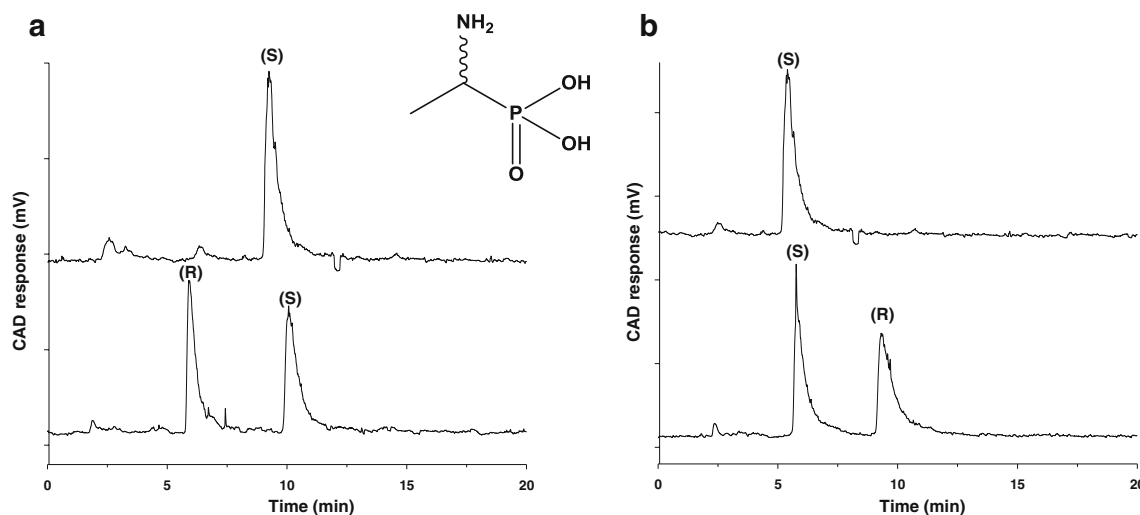 a
(S)
NH₂
OH
P
OH
O
CAD response (mV)
(R)
(S)
0
5
10
15
20
Time (min)
b
(S)
CAD response (mV)
(S)
(R)
0
5
10
15
20
Time (min)